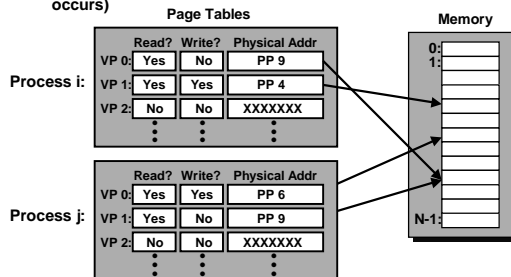 occurs)
Page Tables
Memory
Process i:
Read? Write? Physical Addr
VP 0: Yes No PP 9
VP 1: Yes Yes PP 4
VP 2: No No XXXXXXX
0:
1:
N-1:
Process j:
Read? Write? Physical Addr
VP 0: Yes Yes PP 6
VP 1: Yes No PP 9
VP 2: No No XXXXXXX